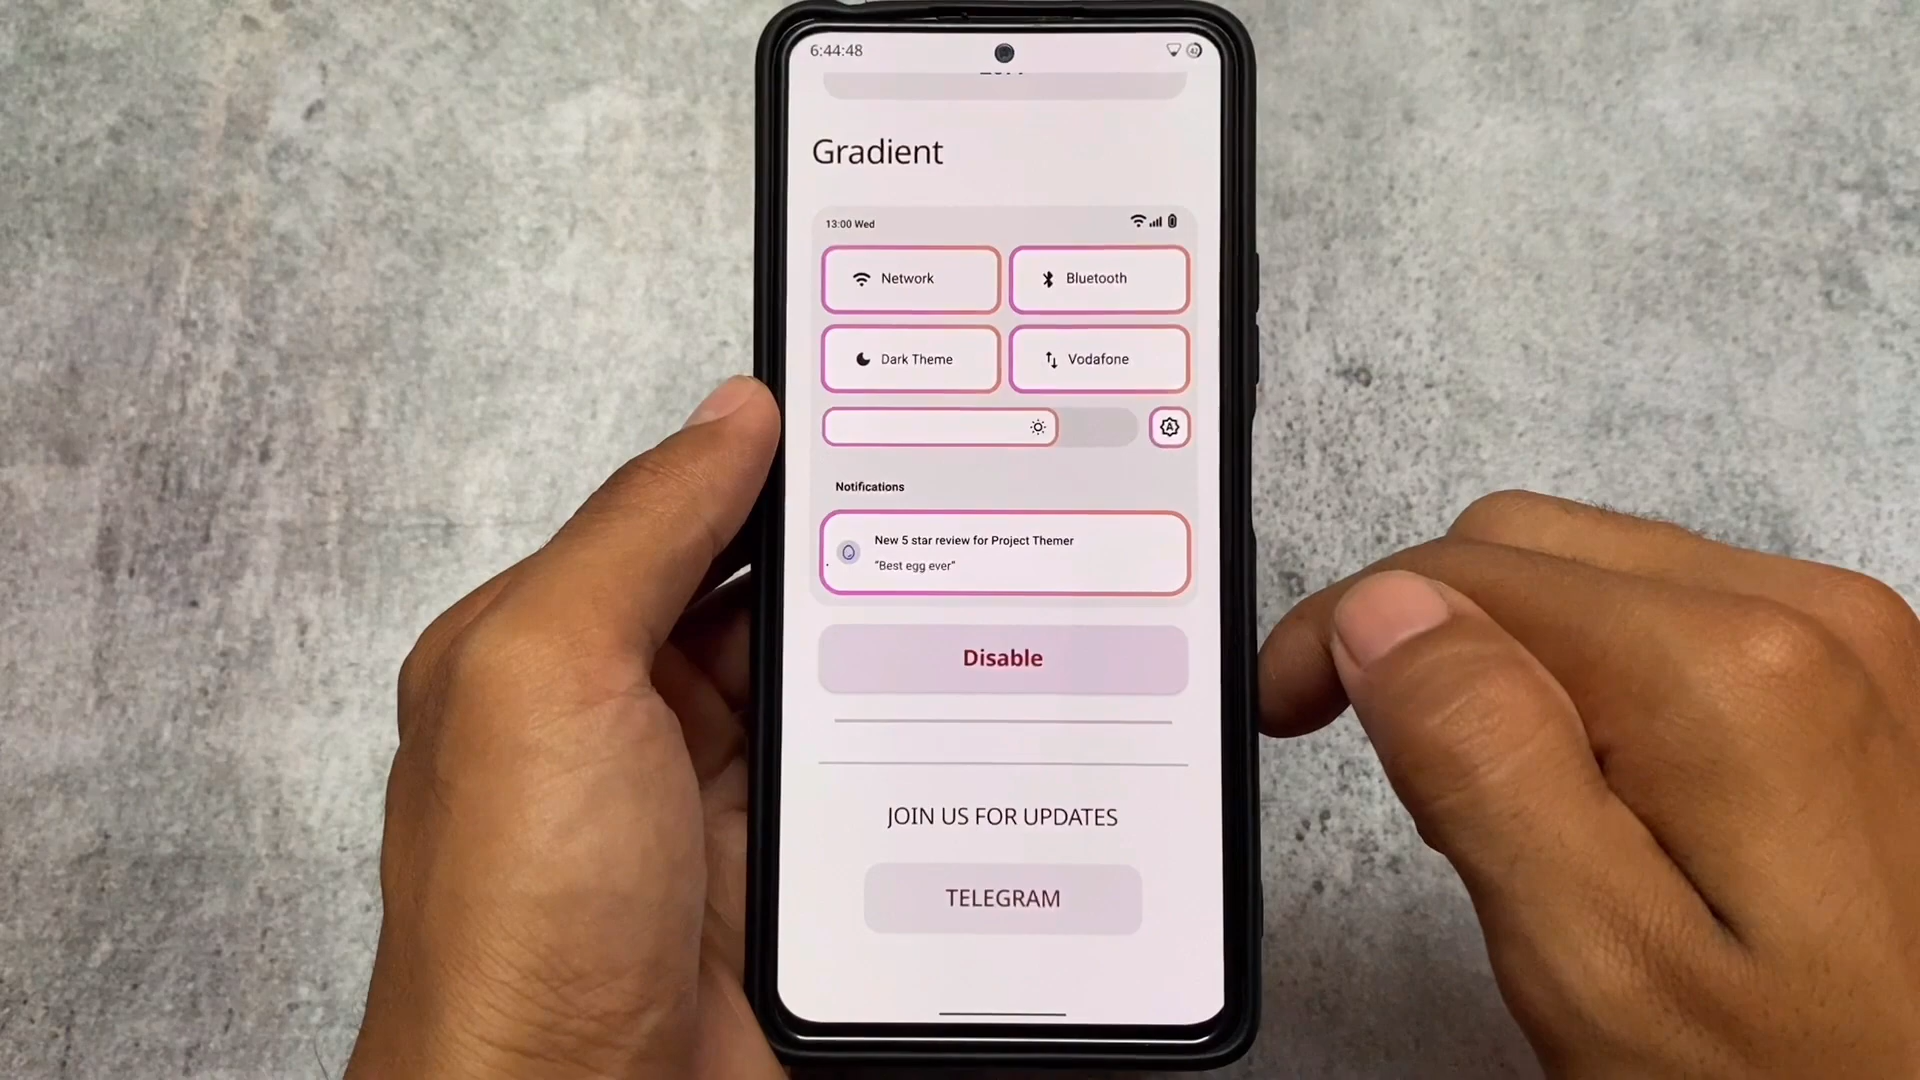 6:44:48
42
Gradient
13:00 Wed
Network
Bluetooth
Dark Theme
Vodafone
A
Notifications
New 5 star review for Project Themer
"Best egg ever"
Disable
JOIN US FOR UPDATES
TELEGRAM